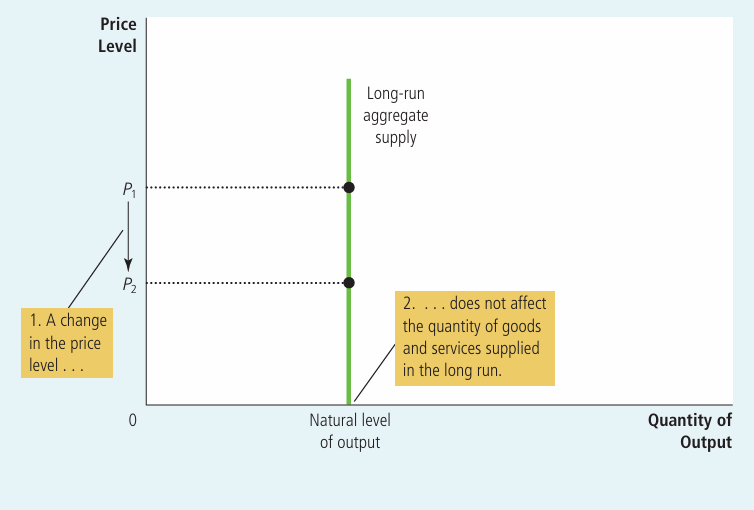 Price
Level
Long-run
aggregate
supply
P1
P2
1. A change
in the price
level . . .
2. . . . does not affect
the quantity of goods
and services supplied
in the long run.
0
Natural level
of output
Quantity of
Output